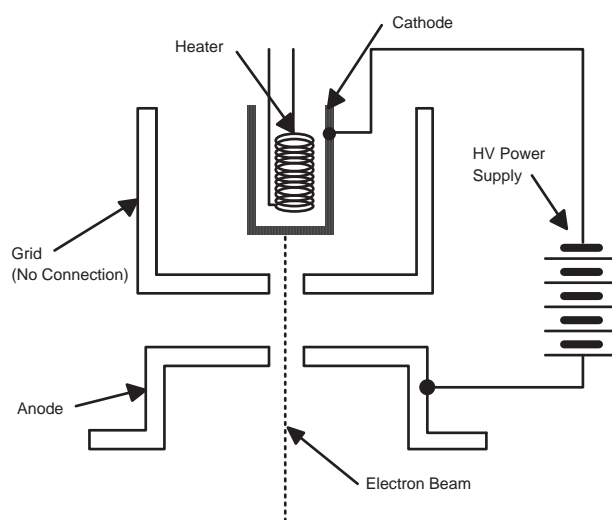 Cathode
Heater
HV Power
Supply
Grid
(No Connection)
Anode
Electron Beam